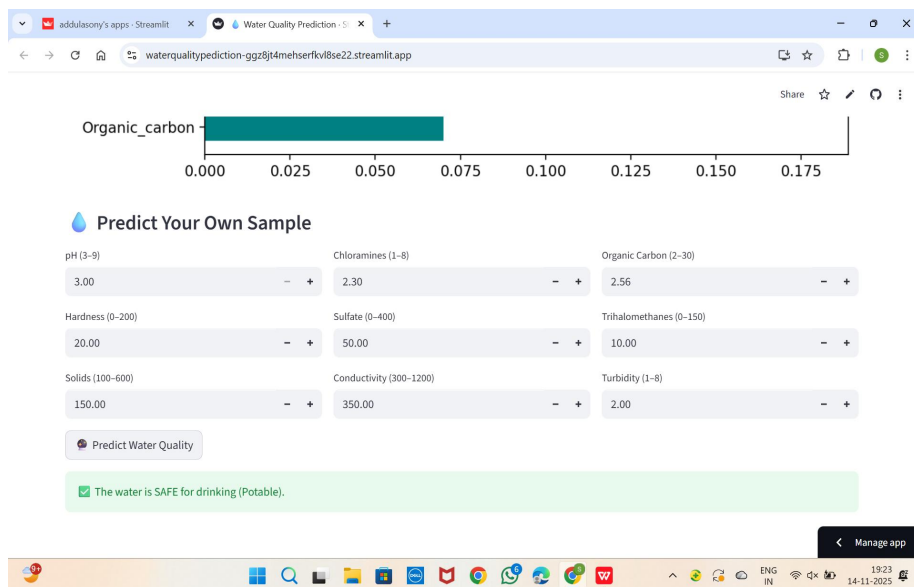 addulasony's apps · Streamlit
Water Quality Prediction · S
waterqualitypediction-ggz8jt4mehserfkvl8se22.streamlit.app
S
Share
Organic_carbon
0.000 0.025 0.050 0.075 0.100 0.125 0.150 0.175
Predict Your Own Sample
pH (3–9) Chloramines (1–8) Organic Carbon (2–30)
3.00 − + 2.30 − + 2.56 − +
Hardness (0–200) Sulfate (0–400) Trihalomethanes (0–150)
20.00 − + 50.00 − + 10.00 − +
Solids (100–600) Conductivity (300–1200) Turbidity (1–8)
150.00 − + 350.00 − + 2.00 − +
Predict Water Quality
The water is SAFE for drinking (Potable).
Manage app
9+ DELL 6 S W ENG 19:23
IN 14-11-2025